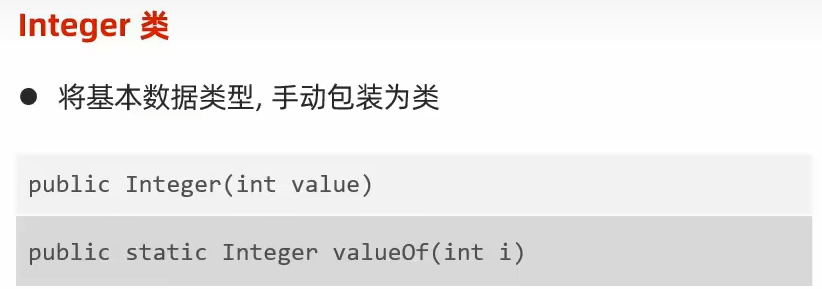 Integer 类
● 将基本数据类型, 手动包装为类
public Integer(int value)
public static Integer valueOf(int i)